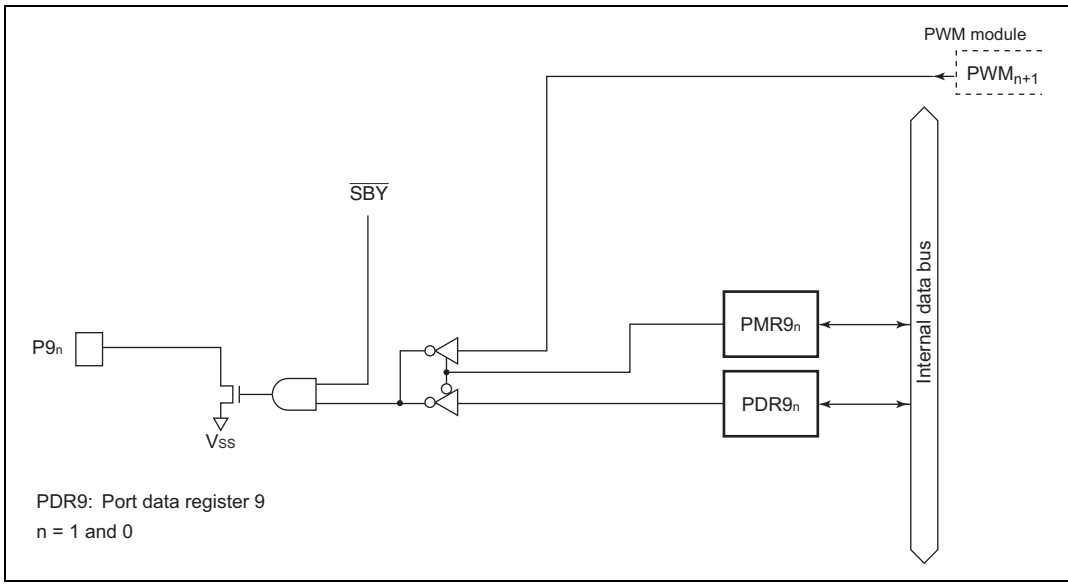 PWM module
PWMn+1
SBY
PMR9n
P9n
PDR9n
Internal data bus
VSS
PDR9: Port data register 9
n = 1 and 0